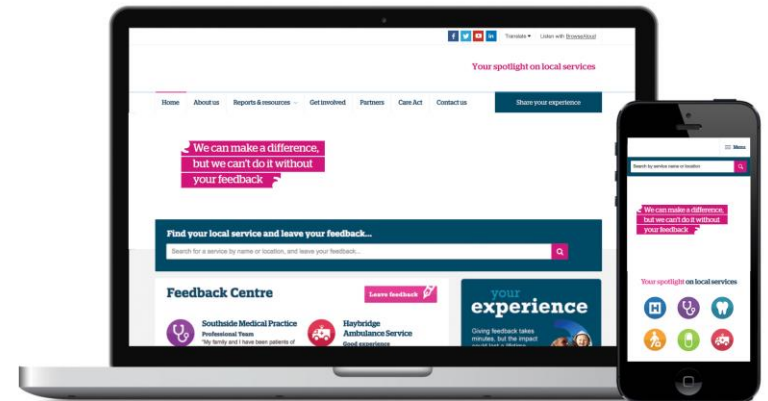 f
in
Translate
Listen with BrowseAloud
Your spotlight on local services
Home About us Reports & resources Get involved Partners Care Act Contact us Share your experience
We can make a difference,
but we can't do it without
your feedback
Find your local service and leave your feedback...
Search for a service by name or location, and leave your feedback...
Feedback Centre
Leave feedback
Southside Medical Practice
Professional Team
"My family and I have been patients of
Haybridge
Ambulance Service
Good experience
your
experience
Giving feedback takes
minutes, but the impact
could last a lifetime
Menu
Search by service name or location
We can make a difference,
but we can't do it without
your feedback
Your spotlight on local services
H